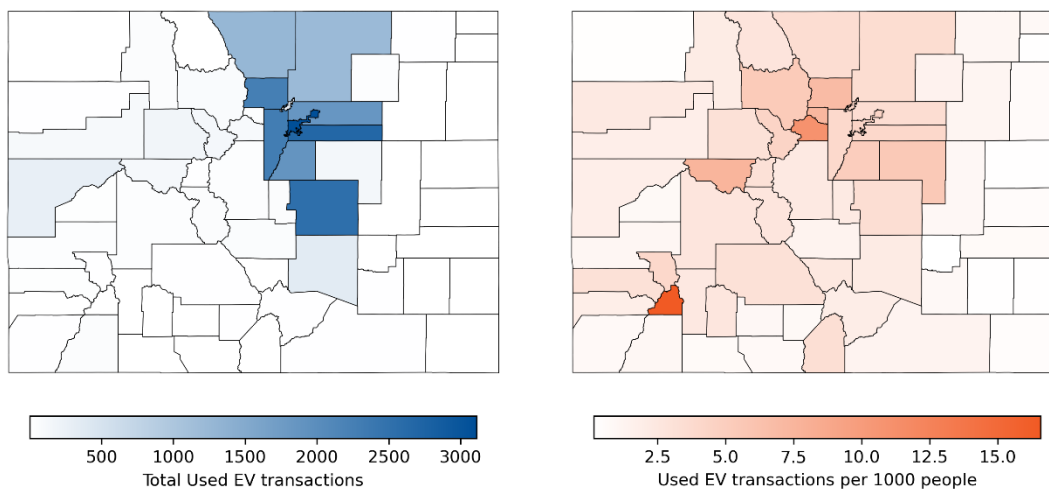 500 1000 1500 2000 2500 3000
Total Used EV transactions
2.5 5.0 7.5 10.0 12.5 15.0
Used EV transactions per 1000 people